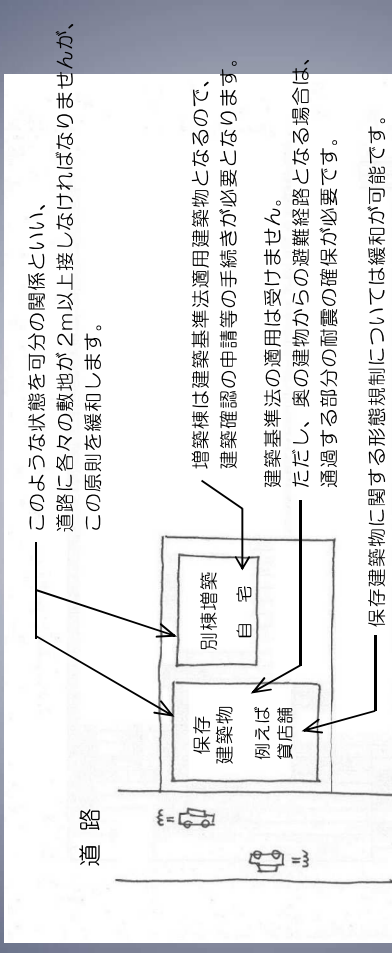 このような状態を可分の関係といい、
道路に各々の敷地が２ｍ以上接しなければなりませんが、
この原則を緩和します。
増築棟は建築基準法適用建築物となるので、
建築確認の申請等の手続きが必要となります。
建築基準法の適用は受けません。
ただし、奥の建物からの避難経路となる場合は、
通過する部分の耐震の確保が必要です。
保存建築物に関する形態規制については緩和が可能です。
別棟増築
自 宅
保存
建築物
例えば
貸店舗
道 路